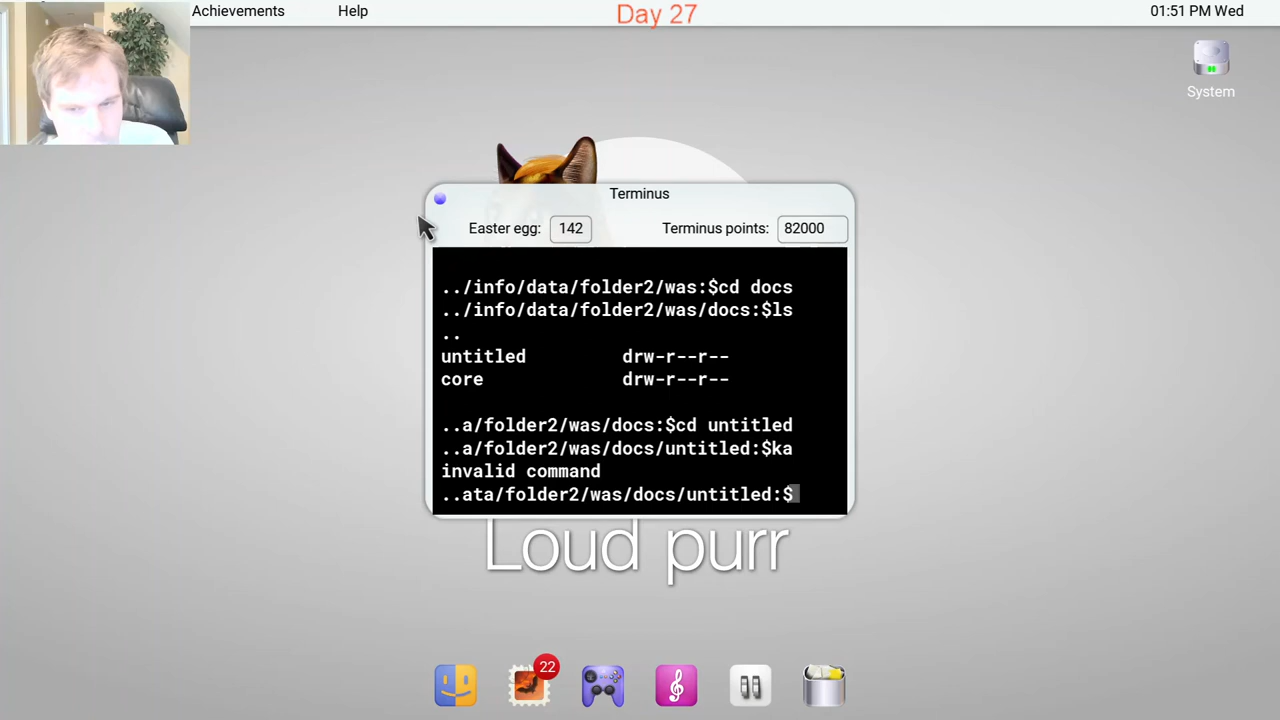 Achievements Help Day 27 01:51 PM Wed
System
Terminus
Easter egg: 142 Terminus points: 82000
../info/data/folder2/was:$cd docs
../info/data/folder2/was/docs:$ls
..
untitled drw-r--r--
core drw-r--r--
..a/folder2/was/docs:$cd untitled
..a/folder2/was/docs/untitled:$ka
invalid command
..ata/folder2/was/docs/untitled:$
Loud purr
22